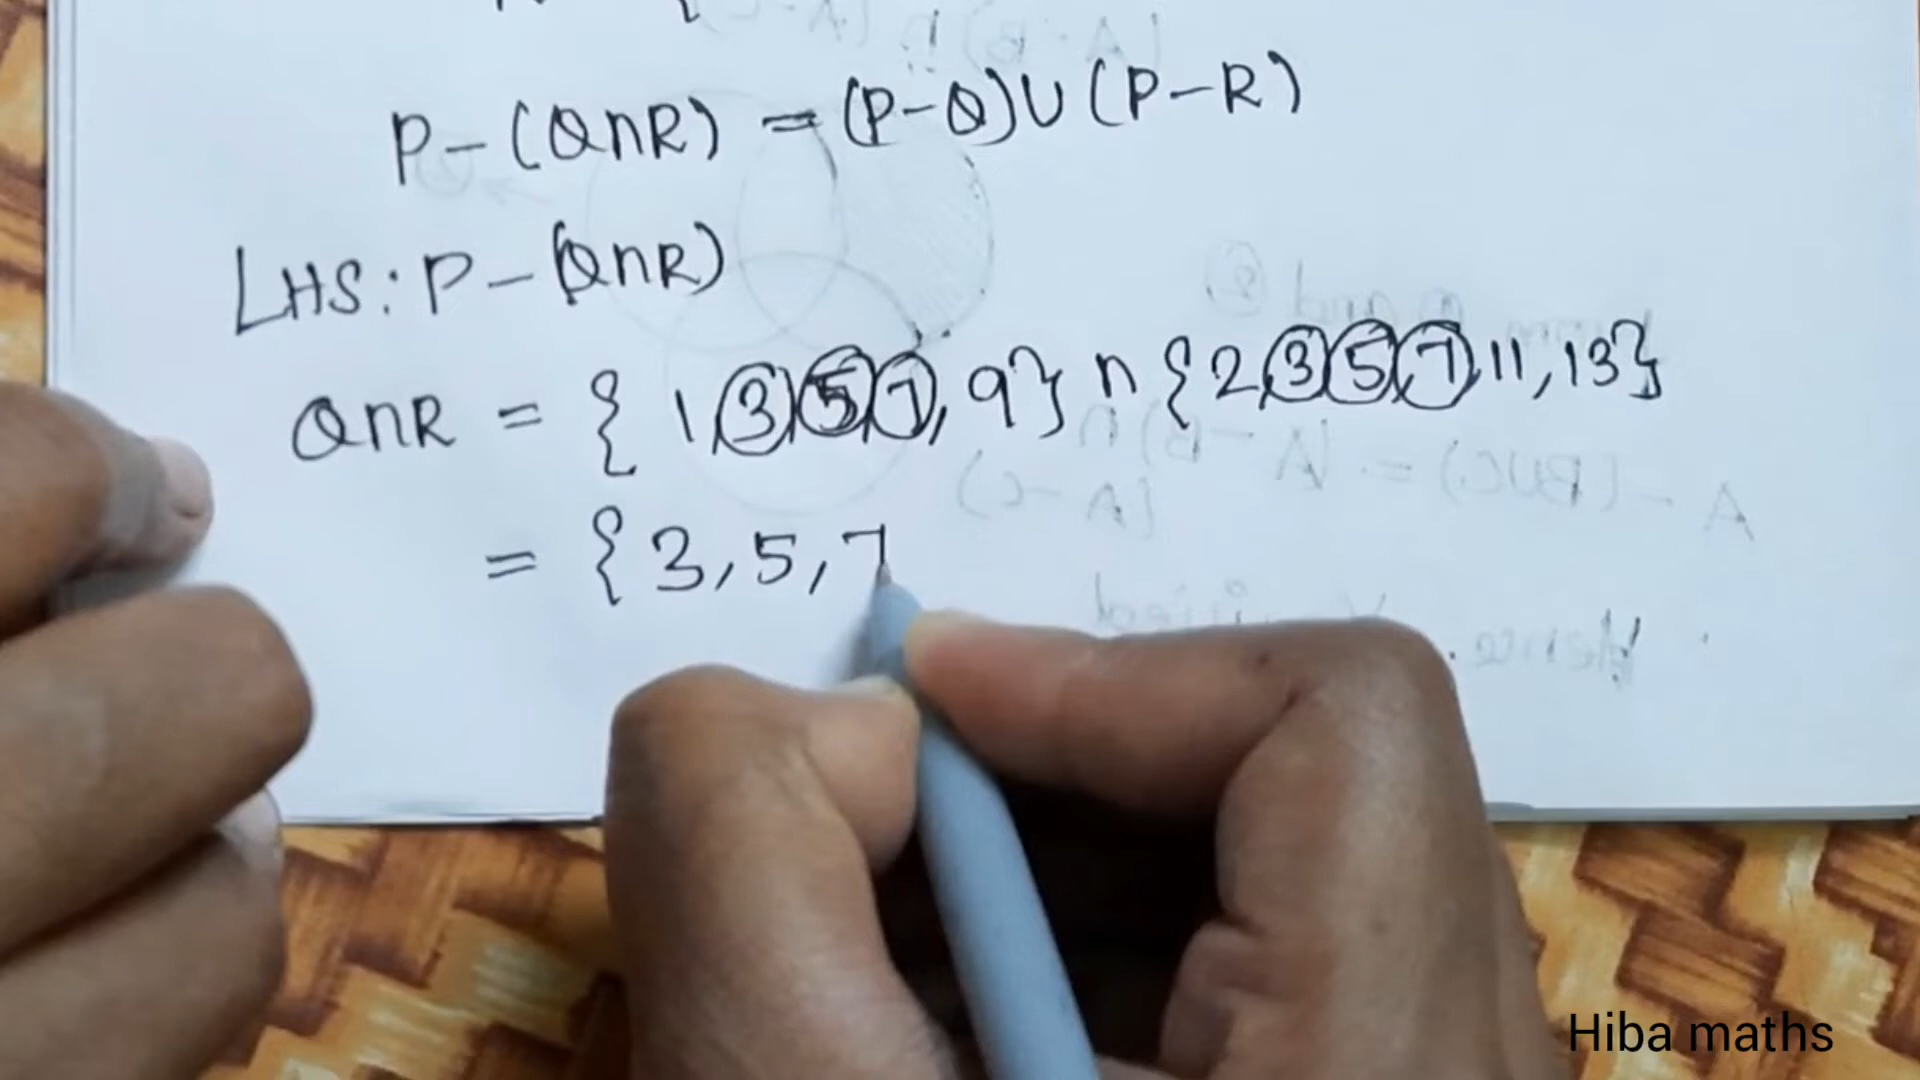 P-(Q∩R) = (P-Q)∪(P-R)
LHS: P-(Q∩R)
Q∩R = { 1, 3, 5, 7, 9} ∩ {2, 3, 5, 7, 11, 13}
= {3, 5, 7
Hiba maths